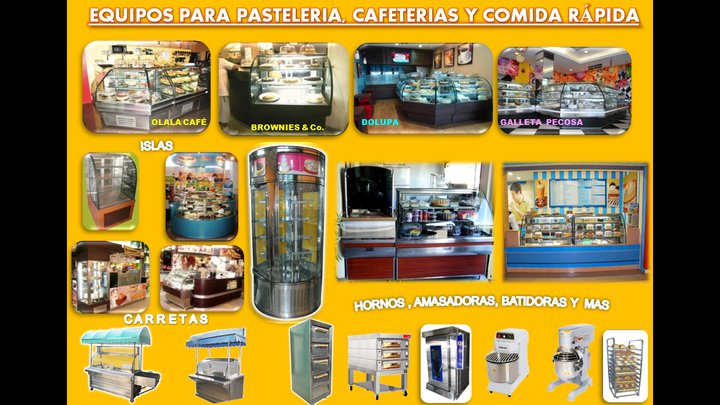 EQUIPOS PARA PASTELERIA, CAFETERIAS Y COMIDA RÁPIDA
OLALA CAFÉ
BROWNIES & Co.
DOLUPA
GALLETA PECOSA
ISLAS
HORNOS , AMASADORAS, BATIDORAS Y MAS
CARRETAS